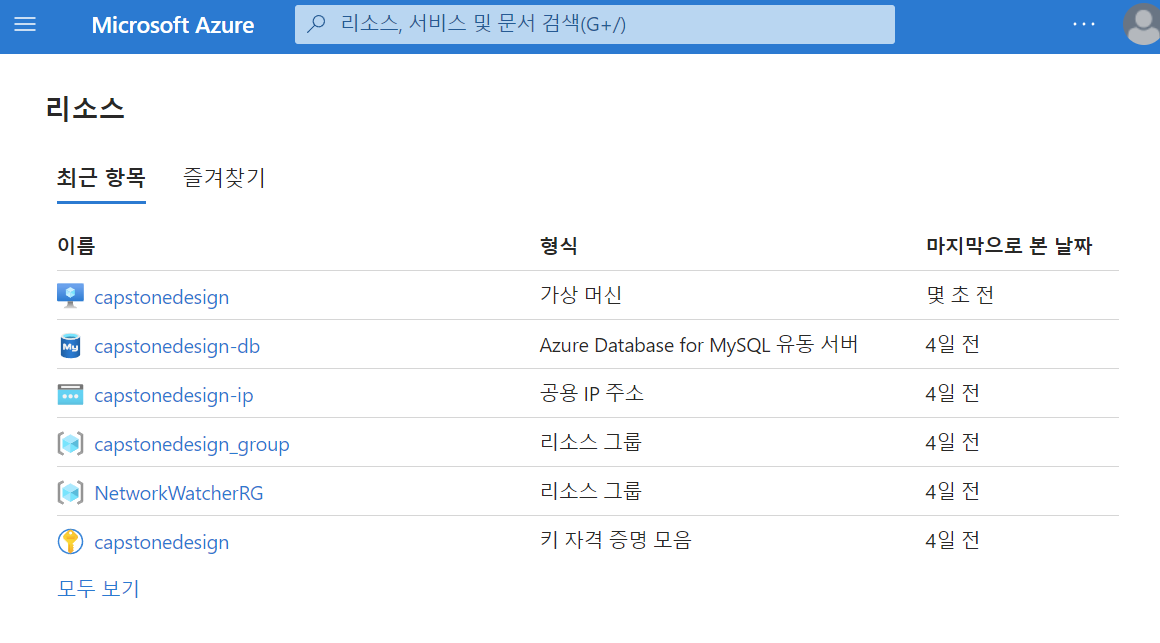 Microsoft Azure 리소스, 서비스 및 문서 검색(G+/) ...
리소스
최근 항목 즐겨찾기
이름 형식 마지막으로 본 날짜
capstonedesign 가상 머신 몇 초 전
My capstonedesign-db Azure Database for MySQL 유동 서버 4일 전
capstonedesign-ip 공용 IP 주소 4일 전
capstonedesign_group 리소스 그룹 4일 전
NetworkWatcherRG 리소스 그룹 4일 전
capstonedesign 키 자격 증명 모음 4일 전
모두 보기